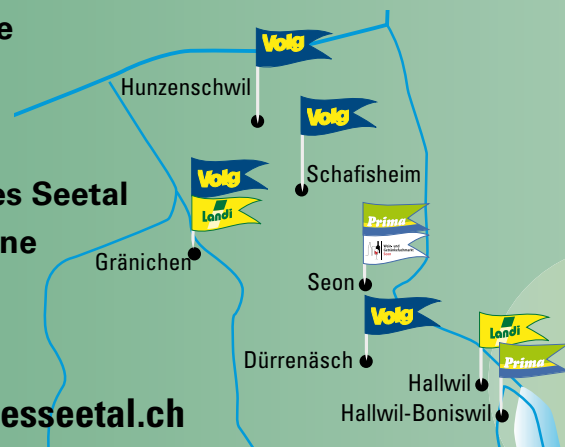 e
Volg
Hunzenschwil
Volg
Schafisheim
es Seetal
Volg
Landi
ne
Gränichen
Prima
Seon
Volg
Dürrenäsch
Landi
Prima
Hallwil
Hallwil-Boniswil
esseetal.ch